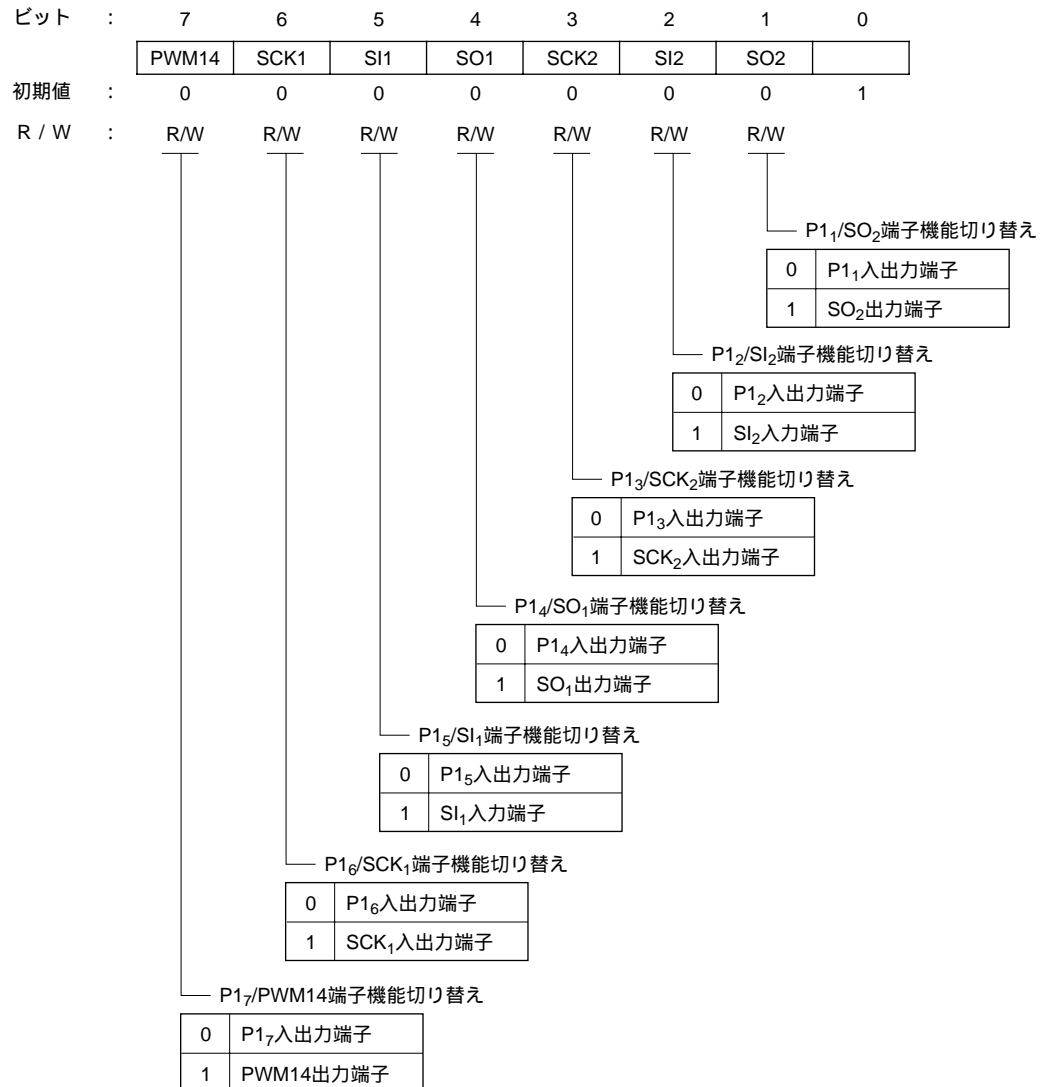 ビット : 7 6 5 4 3 2 1 0
PWM14 SCK1 SI1 SO1 SCK2 SI2 SO2
初期値 : 0 0 0 0 0 0 0 1
R / W : R/W R/W R/W R/W R/W R/W R/W
P1₁/SO₂端子機能切り替え
0 P1₁入出力端子
1 SO₂出力端子
P1₂/SI₂端子機能切り替え
0 P1₂入出力端子
1 SI₂入力端子
P1₃/SCK₂端子機能切り替え
0 P1₃入出力端子
1 SCK₂入出力端子
P1₄/SO₁端子機能切り替え
0 P1₄入出力端子
1 SO₁出力端子
P1₅/SI₁端子機能切り替え
0 P1₅入出力端子
1 SI₁入力端子
P1₆/SCK₁端子機能切り替え
0 P1₆入出力端子
1 SCK₁入出力端子
P1₇/PWM14端子機能切り替え
0 P1₇入出力端子
1 PWM14出力端子